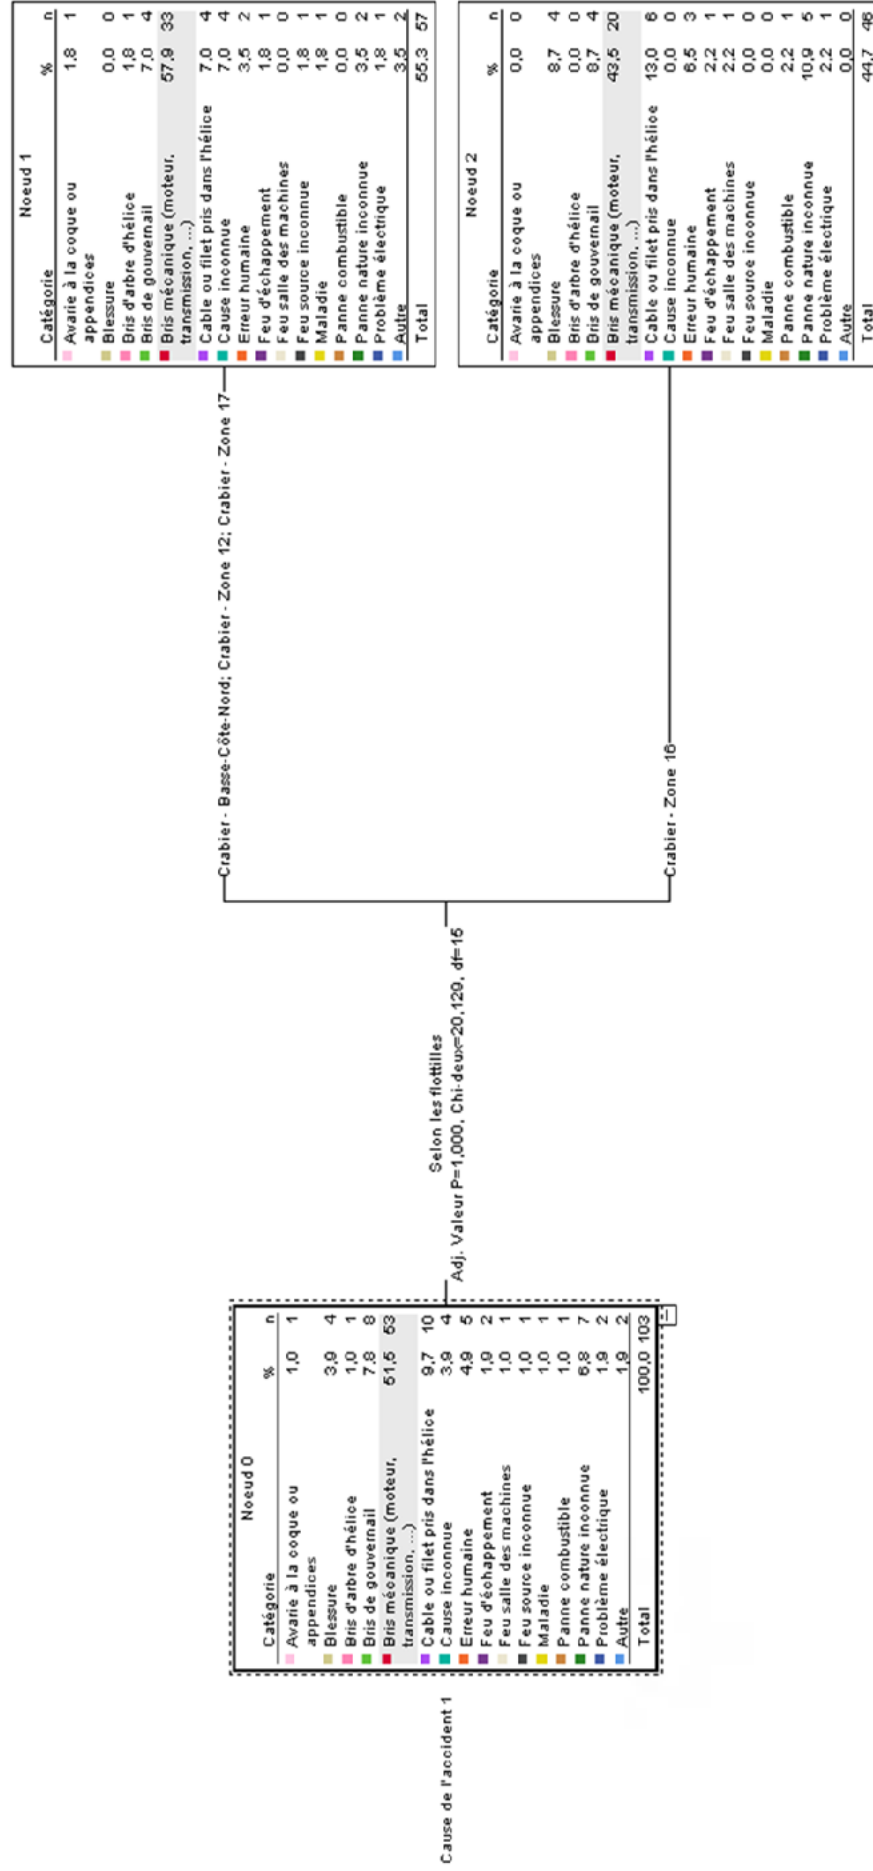 Cause de l'accident 1
Noeud 0
Catégorie % n
Avarie à la coque ou appendices 1,0 1
Blessure 3,9 4
Bris d'arbre d'hélice 1,0 1
Bris de gouvernail 7,8 8
Bris mécanique (moteur, transmission, ...) 51,5 53
Cable ou filet pris dans l'hélice 9,7 10
Cause inconnue 3,9 4
Erreur humaine 4,9 5
Feu d'échappement 1,9 2
Feu salle des machines 1,0 1
Feu source inconnue 1,0 1
Maladie 1,0 1
Panne combustible 1,0 1
Panne nature inconnue 6,8 7
Problème électrique 1,9 2
Autre 1,9 2
Total 100,0 103
Selon les flottilles
Adj. Valeur P=1,000, Chi-deux=20,129, df=15
Crabier - Basse-Côte-Nord; Crabier - Zone 12; Crabier - Zone 17
Noeud 1
Catégorie % n
Avarie à la coque ou appendices 1,8 1
Blessure 0,0 0
Bris d'arbre d'hélice 1,8 1
Bris de gouvernail 7,0 4
Bris mécanique (moteur, transmission, ...) 57,9 33
Cable ou filet pris dans l'hélice 7,0 4
Cause inconnue 7,0 4
Erreur humaine 3,5 2
Feu d'échappement 1,8 1
Feu salle des machines 0,0 0
Feu source inconnue 1,8 1
Maladie 1,8 1
Panne combustible 0,0 0
Panne nature inconnue 3,5 2
Problème électrique 1,8 1
Autre 3,5 2
Total 55,3 57
Crabier - Zone 16
Noeud 2
Catégorie % n
Avarie à la coque ou appendices 0,0 0
Blessure 8,7 4
Bris d'arbre d'hélice 0,0 0
Bris de gouvernail 8,7 4
Bris mécanique (moteur, transmission, ...) 43,5 20
Cable ou filet pris dans l'hélice 13,0 6
Cause inconnue 0,0 0
Erreur humaine 6,5 3
Feu d'échappement 2,2 1
Feu salle des machines 2,2 1
Feu source inconnue 0,0 0
Maladie 0,0 0
Panne combustible 2,2 1
Panne nature inconnue 10,9 5
Problème électrique 2,2 1
Autre 0,0 0
Total 44,7 46